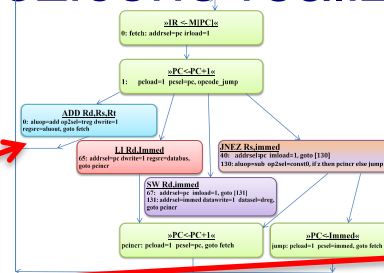 »IR <- M[PC]«
0: fetch: addrsel=pc irload=1
»PC<-PC+1«
1: pcload=1 pcsel=pc, opcode_jump
ADD Rd,Rs,Rt
0: aluop=add op2sel=treg dwrite=1
regsrc=aluout, goto fetch
LI Rd,Immed
65: addrsel=pc dwrite=1 regsrc=databus,
goto pcincr
JNEZ Rs,immed
40: addrsel=pc imload=1, goto [130]
130: aluop=sub op2sel=const0, if z then pcincr else jump
SW Rd,immed
67: addrsel=pc imload=1, goto [131]
131: addrsel=immed datawrite=1 datasel=dreg,
goto pcincr
»PC<-PC+1«
pcincr: pcload=1 pcsel=pc, goto fetch
»PC<-Immed«
jump: pcload=1 pcsel=immed, goto fetch